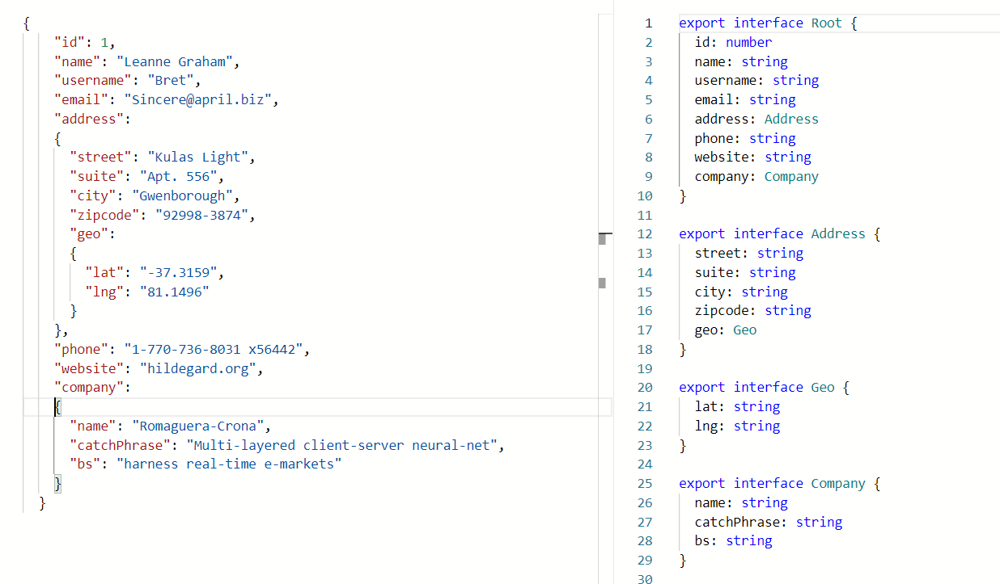 {
"id": 1,
"name": "Leanne Graham",
"username": "Bret",
"email": "Sincere@april.biz",
"address":
{
"street": "Kulas Light",
"suite": "Apt. 556",
"city": "Gwenborough",
"zipcode": "92998-3874",
"geo":
{
"lat": "-37.3159",
"lng": "81.1496"
}
},
"phone": "1-770-736-8031 x56442",
"website": "hildegard.org",
"company":
{
"name": "Romaguera-Crona",
"catchPhrase": "Multi-layered client-server neural-net",
"bs": "harness real-time e-markets"
}
}
1 export interface Root {
2 id: number
3 name: string
4 username: string
5 email: string
6 address: Address
7 phone: string
8 website: string
9 company: Company
10 }
11
12 export interface Address {
13 street: string
14 suite: string
15 city: string
16 zipcode: string
17 geo: Geo
18 }
19
20 export interface Geo {
21 lat: string
22 lng: string
23 }
24
25 export interface Company {
26 name: string
27 catchPhrase: string
28 bs: string
29 }
30